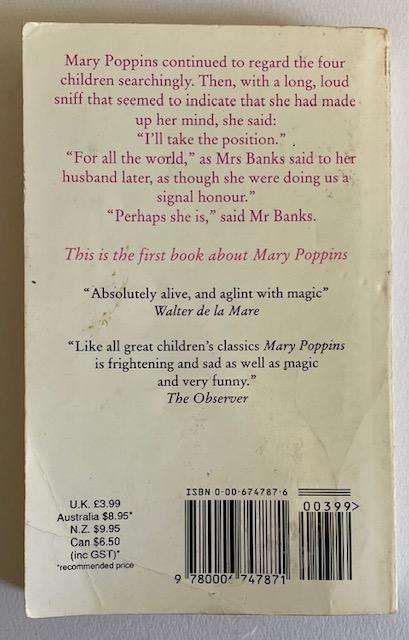 Mary Poppins continued to regard the four
children searchingly. Then, with a long, loud
sniff that seemed to indicate that she had made
up her mind, she said:
“I’ll take the position.”
“For all the world,” as Mrs Banks said to her
husband later, as though she were doing us a
signal honour.”
“Perhaps she is,” said Mr Banks.
This is the first book about Mary Poppins
“Absolutely alive, and aglint with magic”
Walter de la Mare
“Like all great children’s classics Mary Poppins
is frightening and sad as well as magic
and very funny.”
The Observer
U.K. £3.99
Australia $8.95*
N.Z. $9.95
Can $6.50
(inc GST)*
*recommended price
ISBN 0-00-674787-6
00399>
9 780006 747871